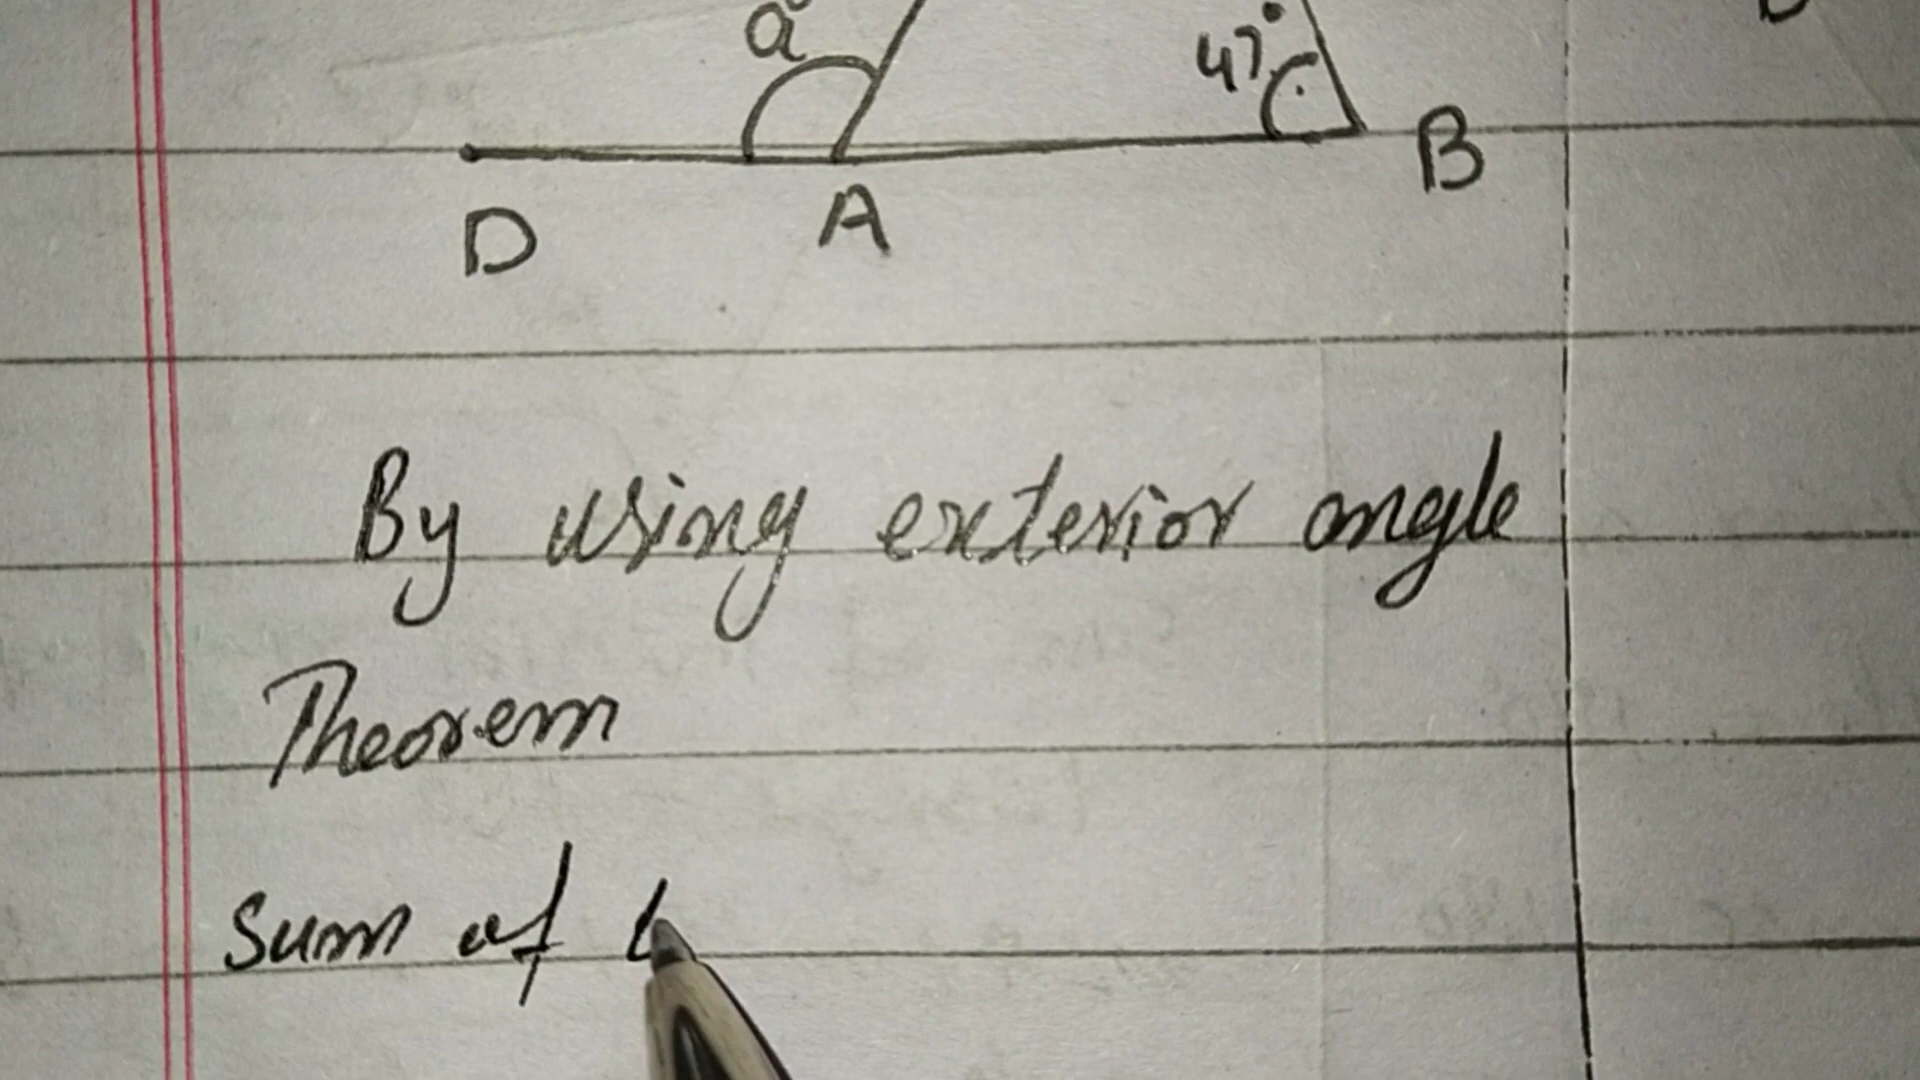 a°
47°
D A B
By using exterior angle
Theorem
Sum of